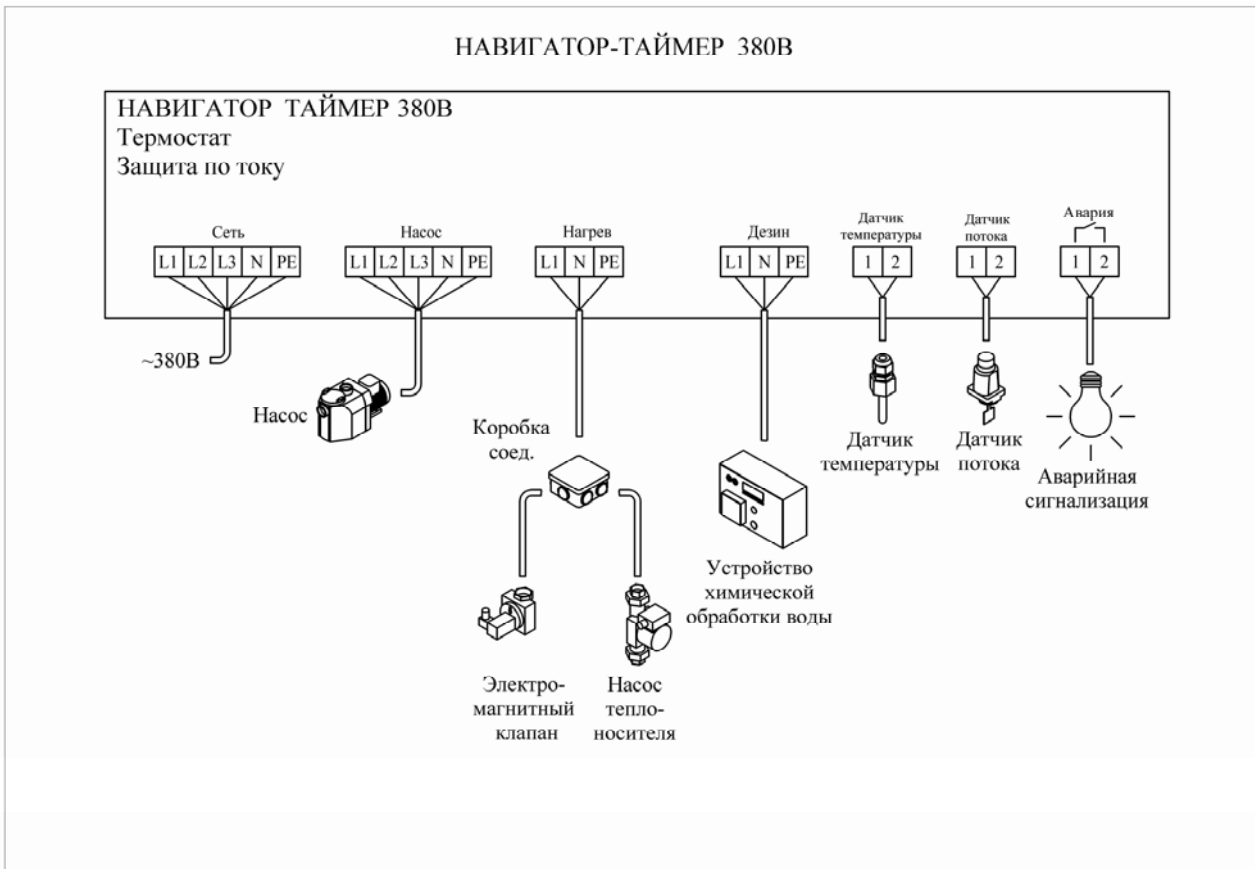 НАВИГАТОР-ТАЙМЕР 380В
НАВИГАТОР ТАЙМЕР 380В
Термостат
Защита по току
Сеть
L1 L2 L3 N PE
Насос
L1 L2 L3 N PE
Нагрев
L1 N PE
Дезин
L1 N PE
Датчик
температуры
1 2
Датчик
потока
1 2
Авария
1 2
~380В
Насос
Коробка
соед.
Электро-
магнитный
клапан
Насос
тепло-
носителя
Устройство
химической
обработки воды
Датчик
температуры
Датчик
потока
Аварийная
сигнализация